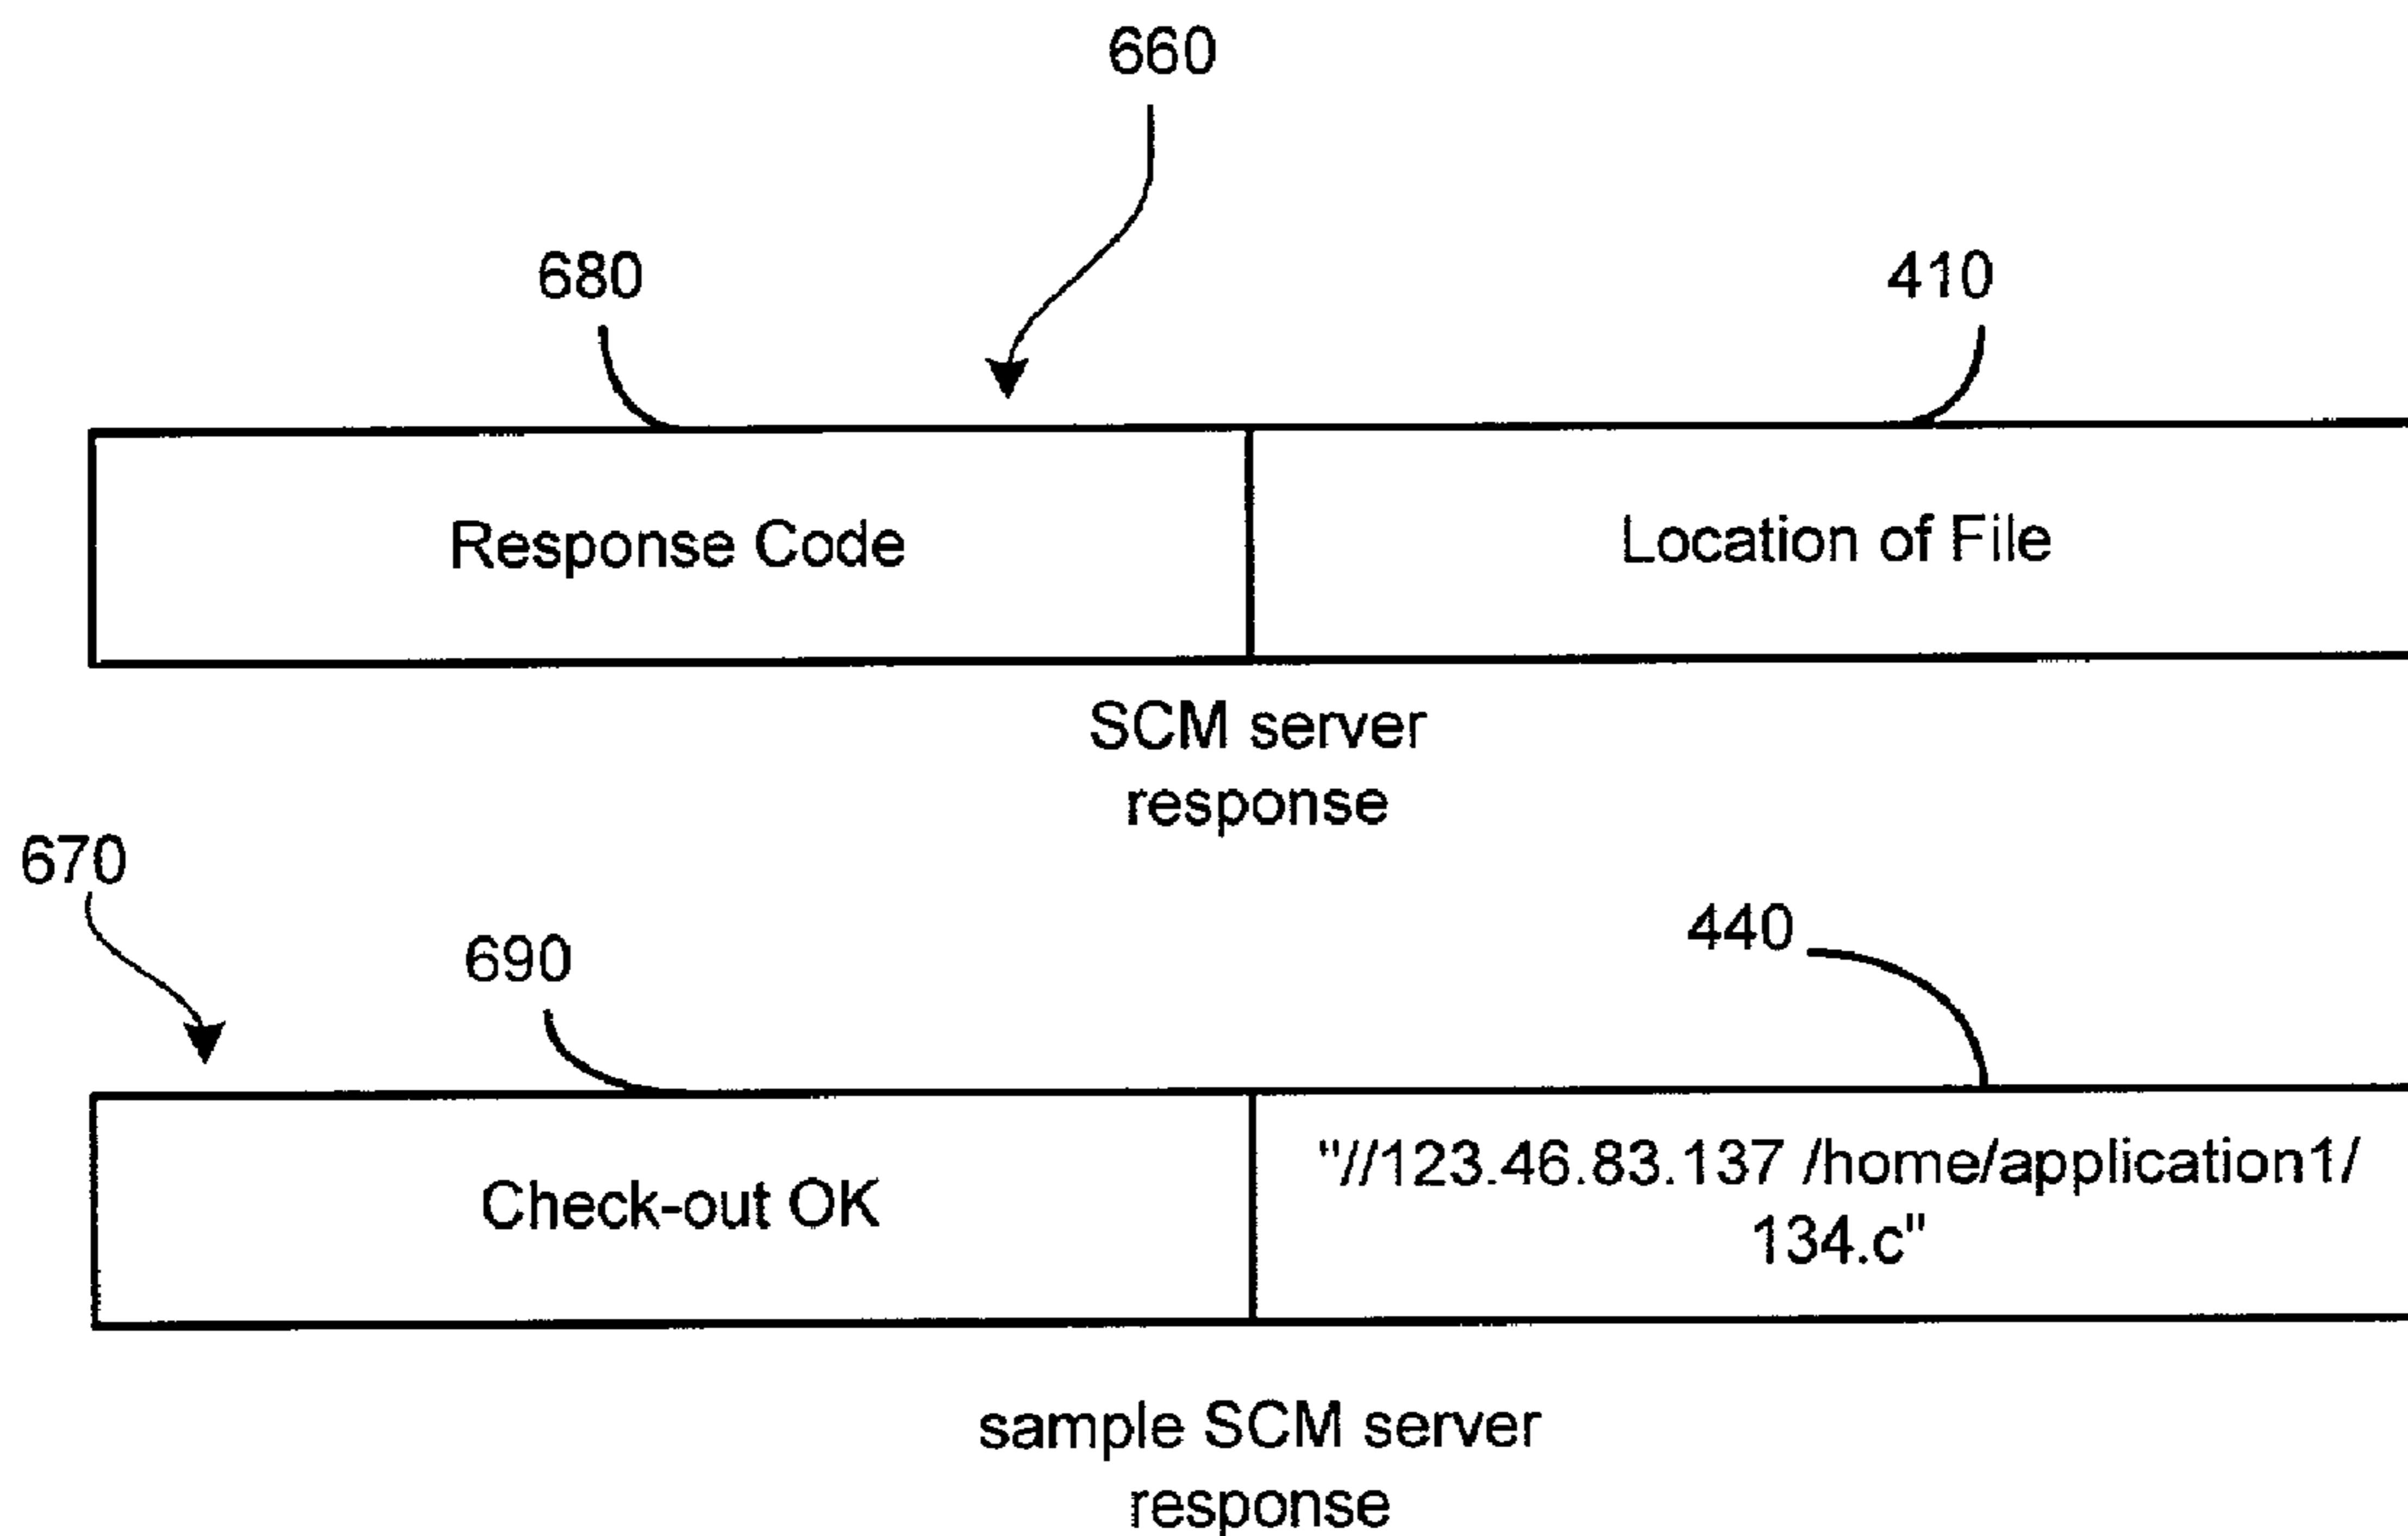 660
680
410
Response Code
Location of File
SCM server
response
670
690
440
Check-out OK
"//123.46.83.137 /home/application1/
134.c"
sample SCM server
response